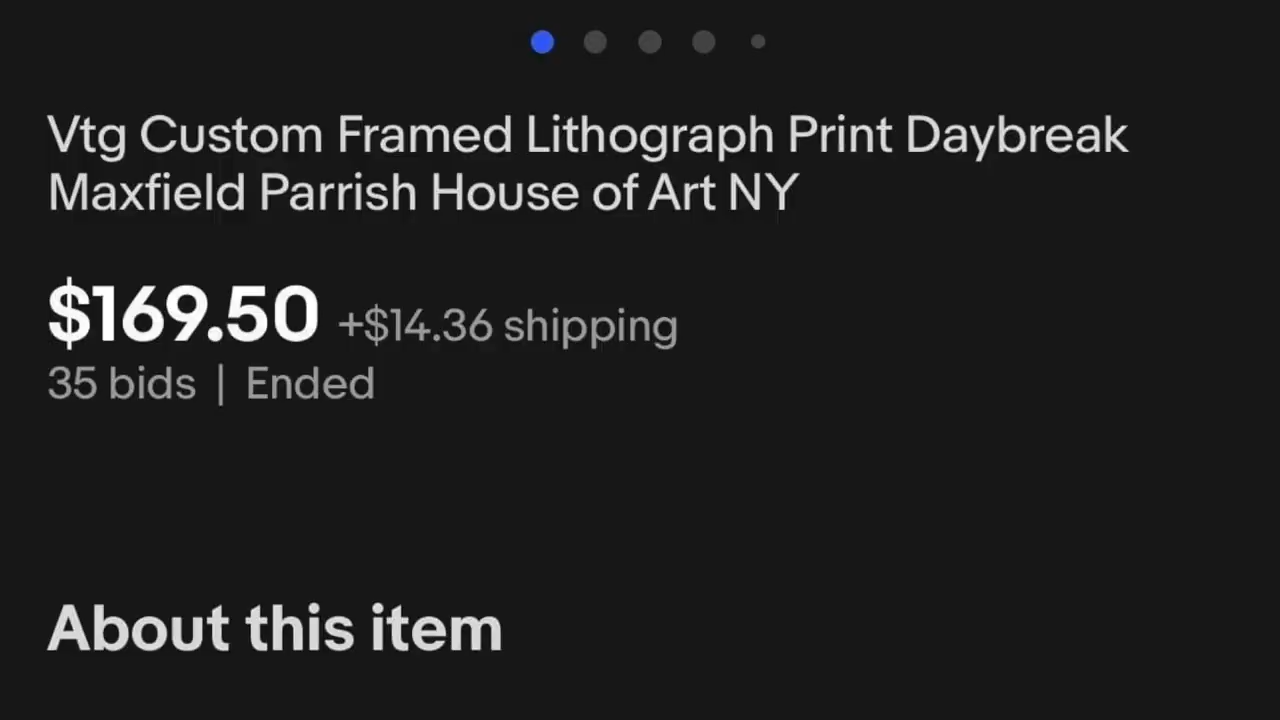 Vtg Custom Framed Lithograph Print Daybreak
Maxfield Parrish House of Art NY
$169.50 +$14.36 shipping
35 bids | Ended
About this item